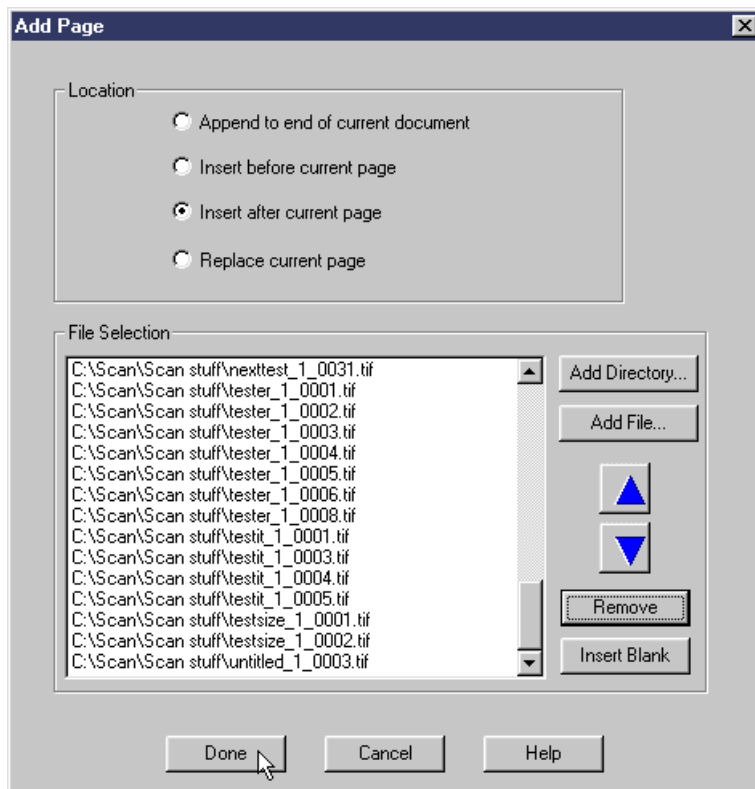 Add Page
Location
Append to end of current document
Insert before current page
Insert after current page
Replace current page
File Selection
C:\Scan\Scan stuff\nexttest_1_0031.tif
C:\Scan\Scan stuff\tester_1_0001.tif
C:\Scan\Scan stuff\tester_1_0002.tif
C:\Scan\Scan stuff\tester_1_0003.tif
C:\Scan\Scan stuff\tester_1_0004.tif
C:\Scan\Scan stuff\tester_1_0005.tif
C:\Scan\Scan stuff\tester_1_0006.tif
C:\Scan\Scan stuff\tester_1_0008.tif
C:\Scan\Scan stuff\testit_1_0001.tif
C:\Scan\Scan stuff\testit_1_0003.tif
C:\Scan\Scan stuff\testit_1_0004.tif
C:\Scan\Scan stuff\testit_1_0005.tif
C:\Scan\Scan stuff\testsize_1_0001.tif
C:\Scan\Scan stuff\testsize_1_0002.tif
C:\Scan\Scan stuff\untitled_1_0003.tif
Add Directory...
Add File...
Remove
Insert Blank
Done
Cancel
Help